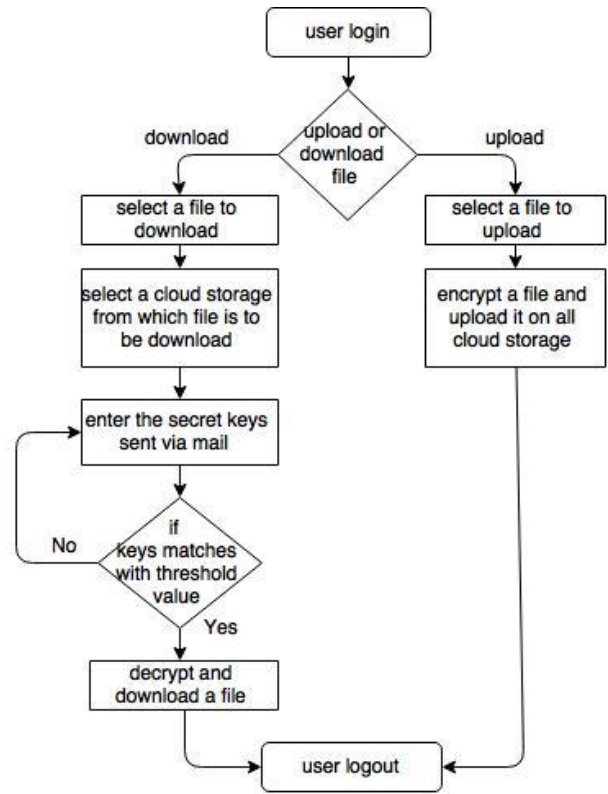 user login
upload or
download
file
download
upload
select a file to
download
select a file to
upload
select a cloud storage
from which file is to
be download
encrypt a file and
upload it on all
cloud storage
enter the secret keys
sent via mail
if
keys matches
with threshold
value
No
Yes
decrypt and
download a file
user logout